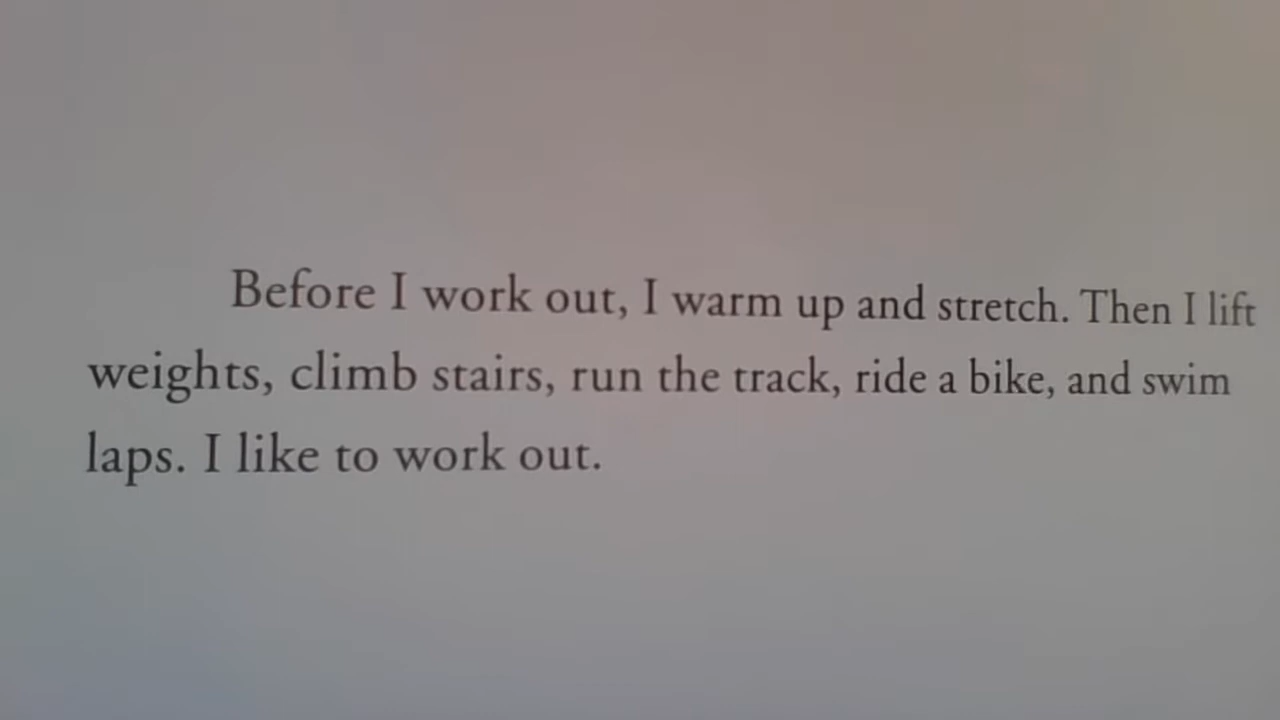 Before I work out, I warm up and stretch. Then I lift
weights, climb stairs, run the track, ride a bike, and swim
laps. I like to work out.